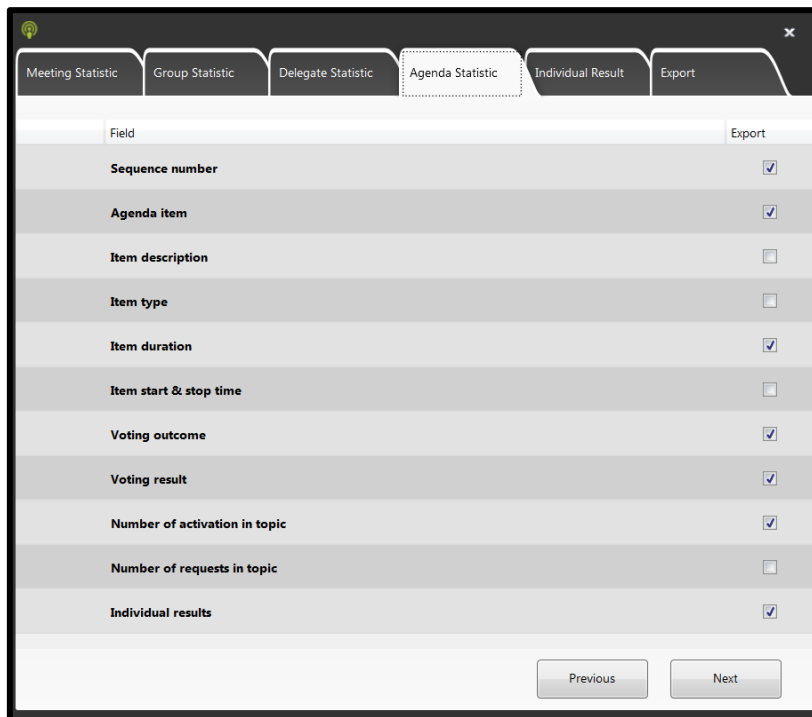 Meeting Statistic Group Statistic Delegate Statistic Agenda Statistic Individual Result Export
Field Export
Sequence number
Agenda item
Item description
Item type
Item duration
Item start & stop time
Voting outcome
Voting result
Number of activation in topic
Number of requests in topic
Individual results
Previous Next